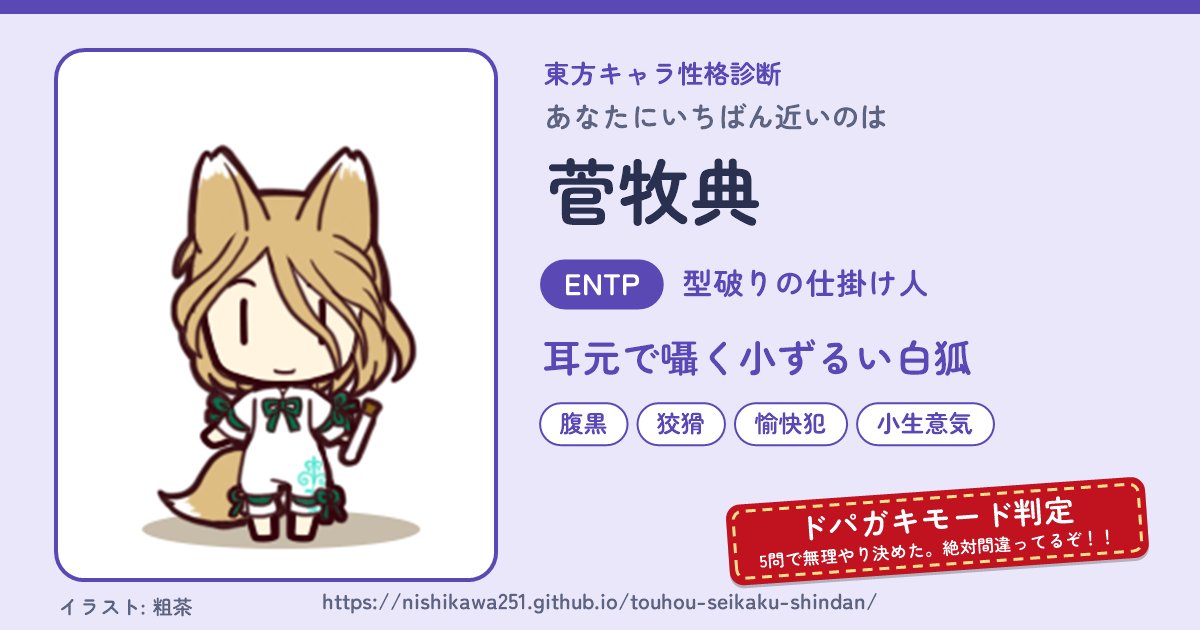 東方キャラ性格診断
あなたにいちばん近いのは
菅牧典
ENTP 型破りの仕掛け人
耳元で囁く小ずるい白狐
腹黒 狡猾 愉快犯 小生意気
ドパガキモード判定
5問で無理やり決めた。絶対間違ってるぞ！！
イラスト: 粗茶
https://nishikawa251.github.io/touhou-seikaku-shindan/